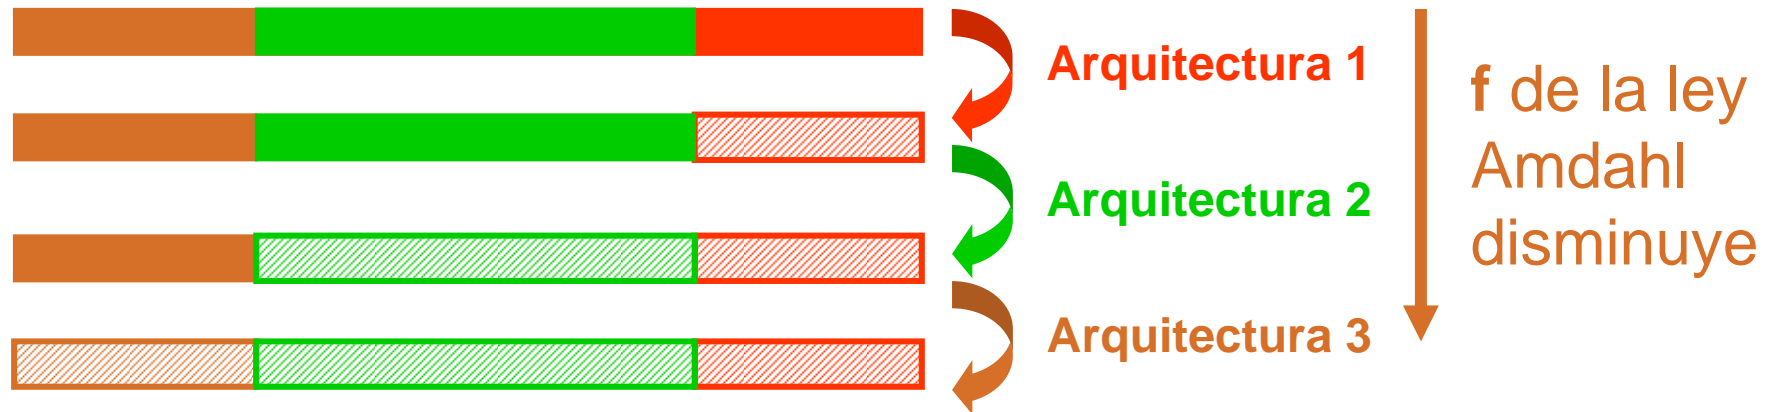 Arquitectura 1
Arquitectura 2
Arquitectura 3
f de la ley
Amdahl
disminuye